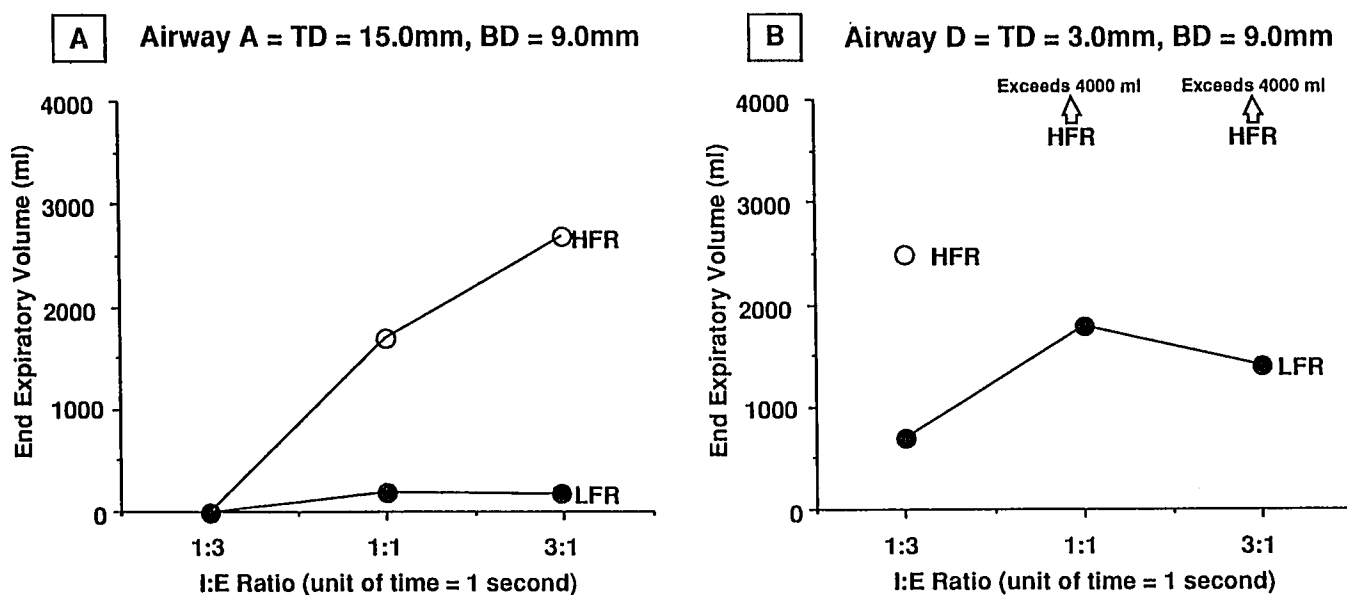 A Airway A = TD = 15.0mm, BD = 9.0mm
4000
3000
2000
1000
0
End Expiratory Volume (ml)
HFR
LFR
1:3 1:1 3:1
I:E Ratio (unit of time = 1 second)
B Airway D = TD = 3.0mm, BD = 9.0mm
Exceeds 4000 ml Exceeds 4000 ml
HFR HFR
4000
3000
2000
1000
0
End Expiratory Volume (ml)
HFR
LFR
1:3 1:1 3:1
I:E Ratio (unit of time = 1 second)